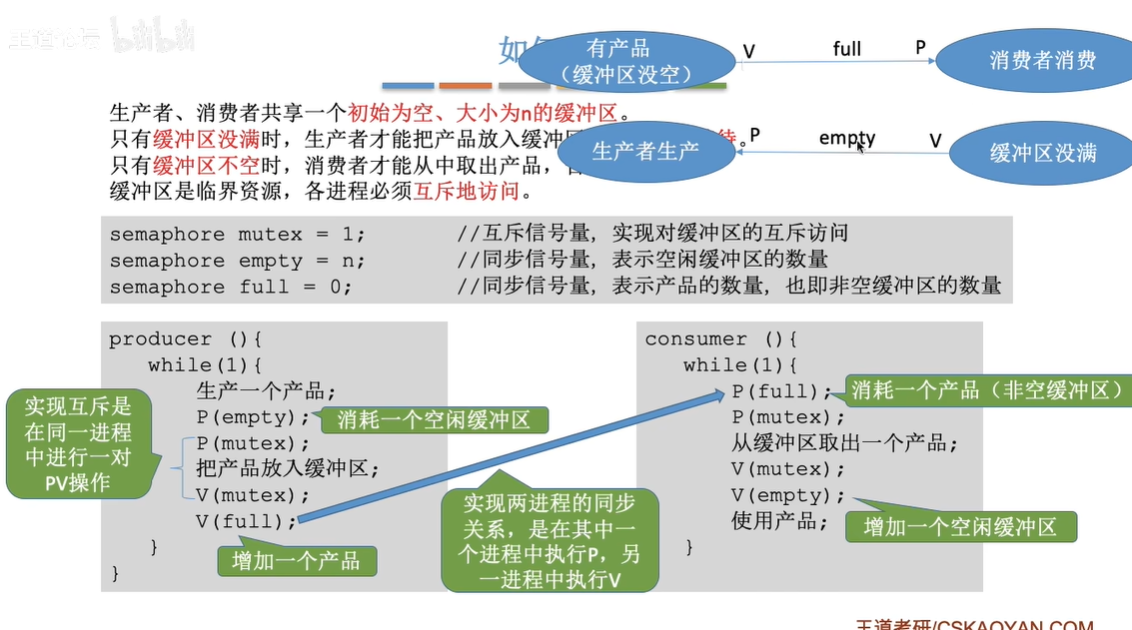 王道论坛 bilibili
如何
有产品
（缓冲区没空）
V full P
消费者消费
生产者、消费者共享一个初始为空、大小为n的缓冲区。
只有缓冲区没满时，生产者才能把产品放入缓冲区
待。
生产者生产
P empty V
缓冲区没满
只有缓冲区不空时，消费者才能从中取出产品，
缓冲区是临界资源，各进程必须互斥地访问。
semaphore mutex = 1; //互斥信号量，实现对缓冲区的互斥访问
semaphore empty = n; //同步信号量，表示空闲缓冲区的数量
semaphore full = 0; //同步信号量，表示产品的数量，也即非空缓冲区的数量
producer (){
while(1){
生产一个产品;
P(empty);
消耗一个空闲缓冲区
P(mutex);
把产品放入缓冲区;
V(mutex);
V(full);
增加一个产品
}
}
实现互斥是
在同一进程
中进行一对
PV操作
实现两进程的同步
关系，是在其中一
个进程中执行P，另
一进程中执行V
consumer (){
while(1){
P(full);
消耗一个产品（非空缓冲区）
P(mutex);
从缓冲区取出一个产品;
V(mutex);
V(empty);
增加一个空闲缓冲区
使用产品;
}
王道考研/CSKAOYAN.COM